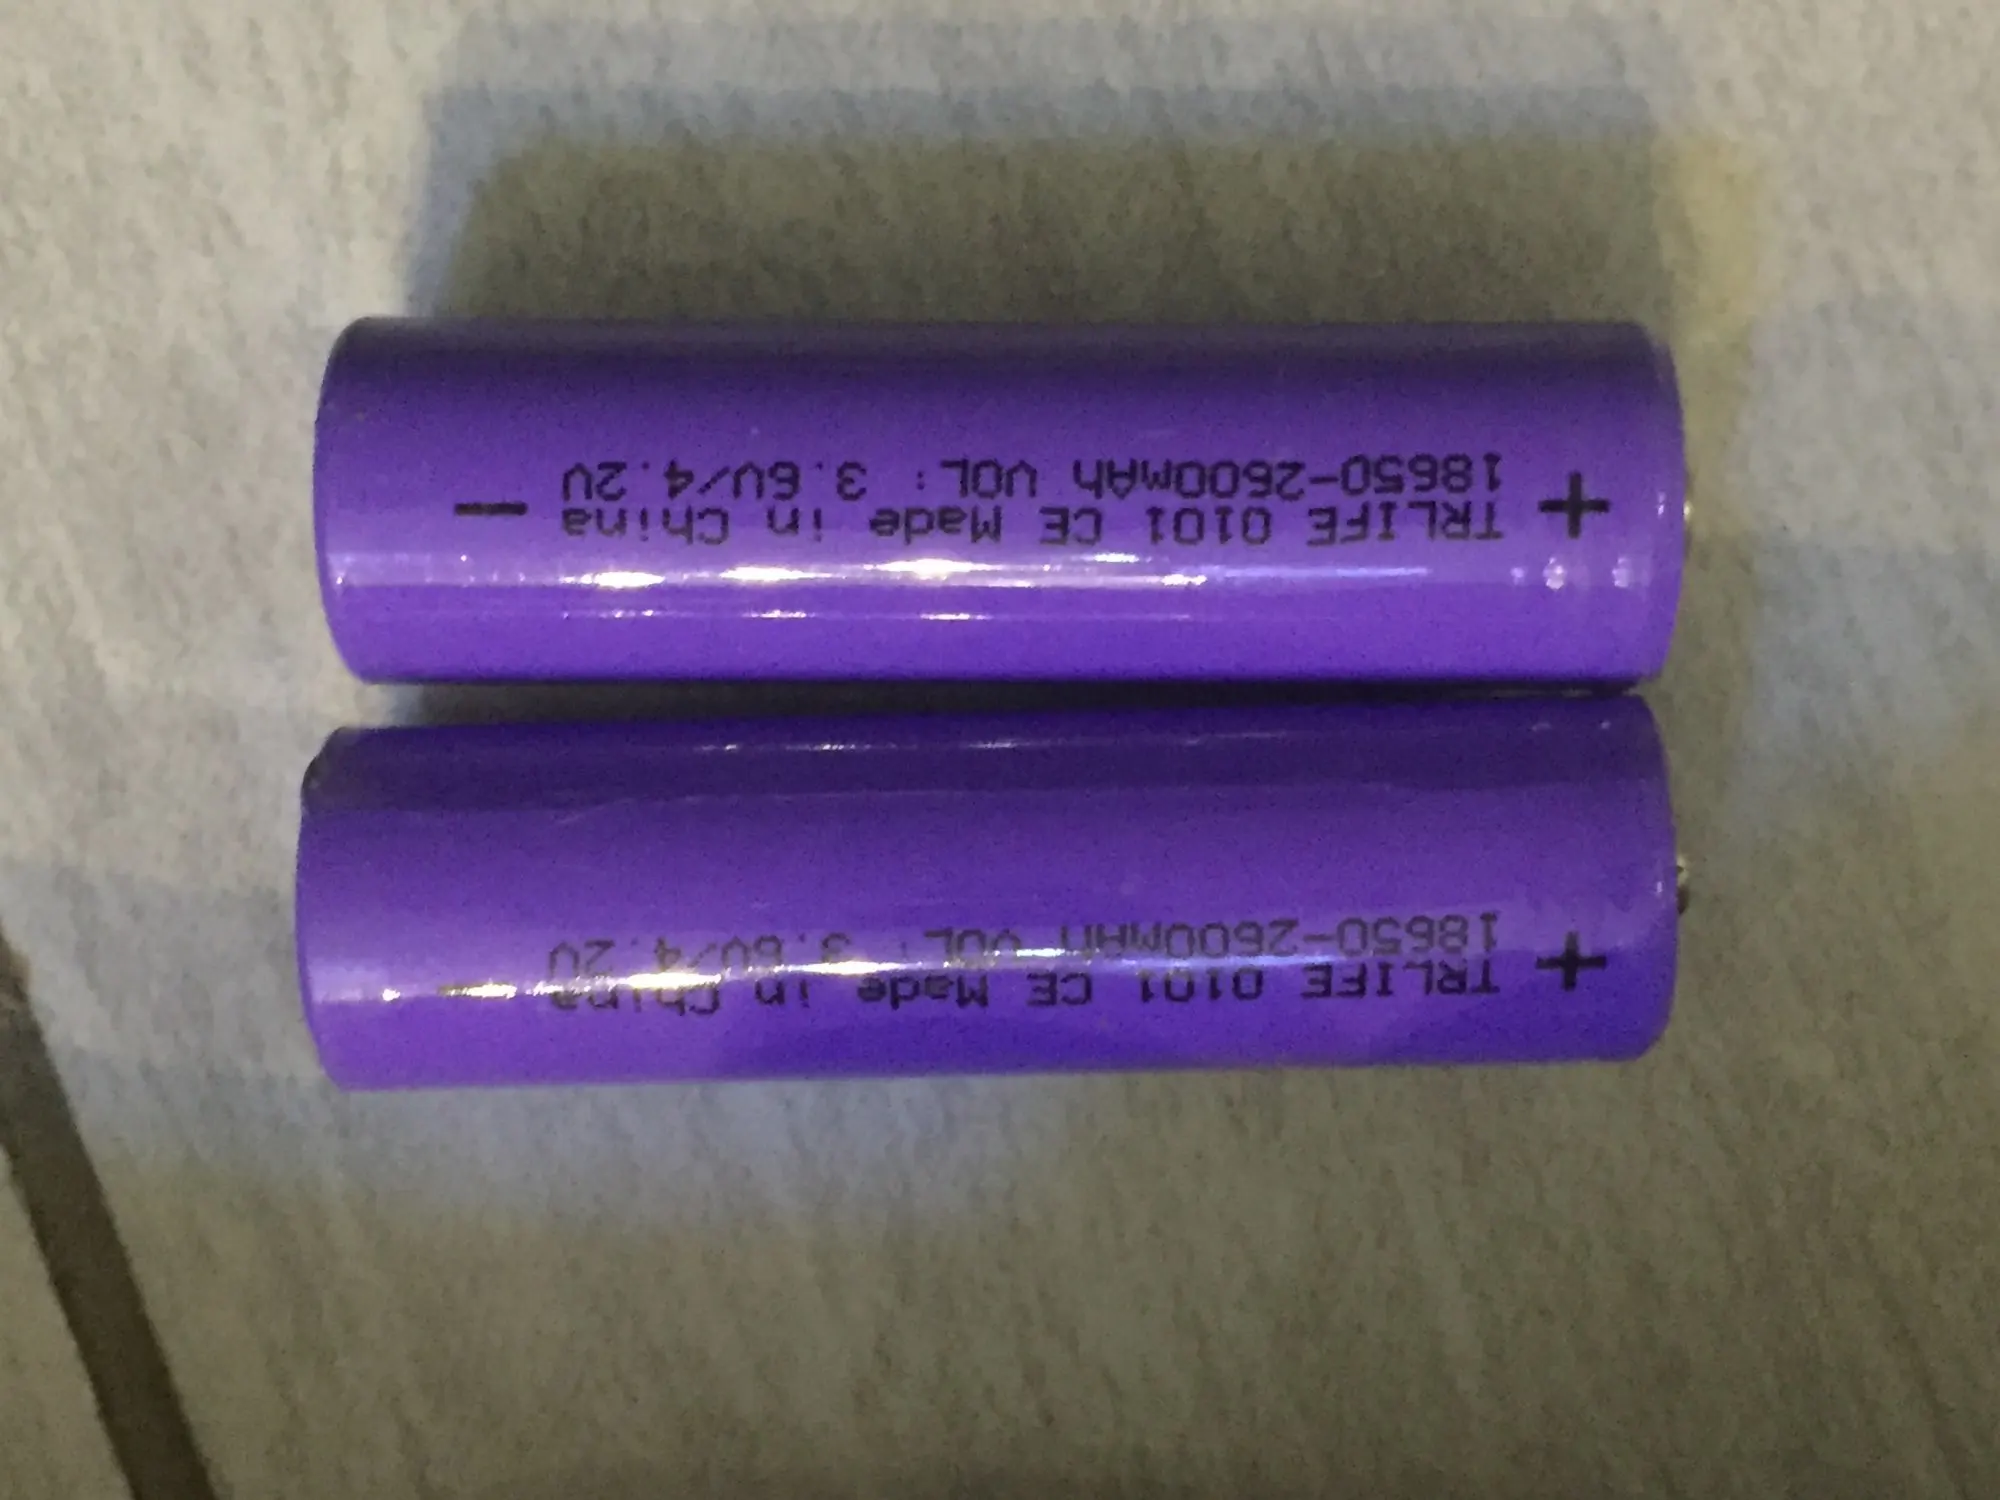 +
TRLIFE 0101 CE Made in China
18650-2600mAh VOL: 3.6V/4.2V
-
+
TRLIFE 0101 CE Made in China
18650-2600mAh VOL: 3.6V/4.2V
-